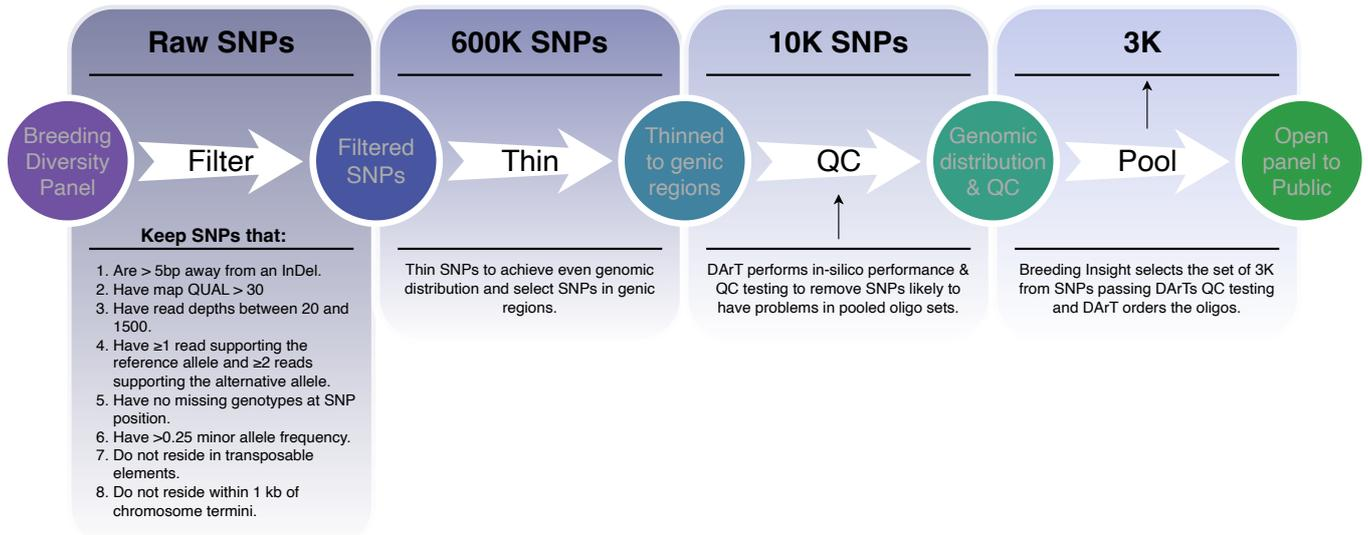 Raw SNPs
600K SNPs
10K SNPs
3K
Breeding
Diversity
Panel
Filter
Filtered
SNPs
Thin
Thinned
to genic
regions
QC
Genomic
distribution
& QC
Pool
Open
panel to
Public
Keep SNPs that:
1. Are > 5bp away from an InDel.
2. Have map QUAL > 30
3. Have read depths between 20 and
1500.
4. Have ≥1 read supporting the
reference allele and ≥2 reads
supporting the alternative allele.
5. Have no missing genotypes at SNP
position.
6. Have >0.25 minor allele frequency.
7. Do not reside in transposable
elements.
8. Do not reside within 1 kb of
chromosome termini.
Thin SNPs to achieve even genomic
distribution and select SNPs in genic
regions.
DArT performs in-silico performance &
QC testing to remove SNPs likely to
have problems in pooled oligo sets.
Breeding Insight selects the set of 3K
from SNPs passing DArTs QC testing
and DArT orders the oligos.